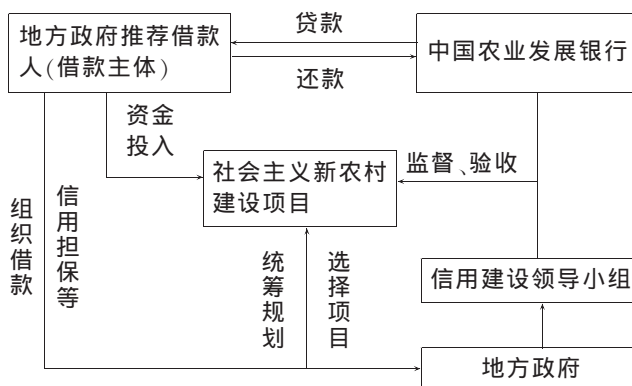 贷款
地方政府推荐借款
人(借款主体)
中国农业发展银行
还款
资金
投入
社会主义新农村
建设项目
监督、验收
组织借款
信用担保等
统筹规划
选择项目
信用建设领导小组
地方政府